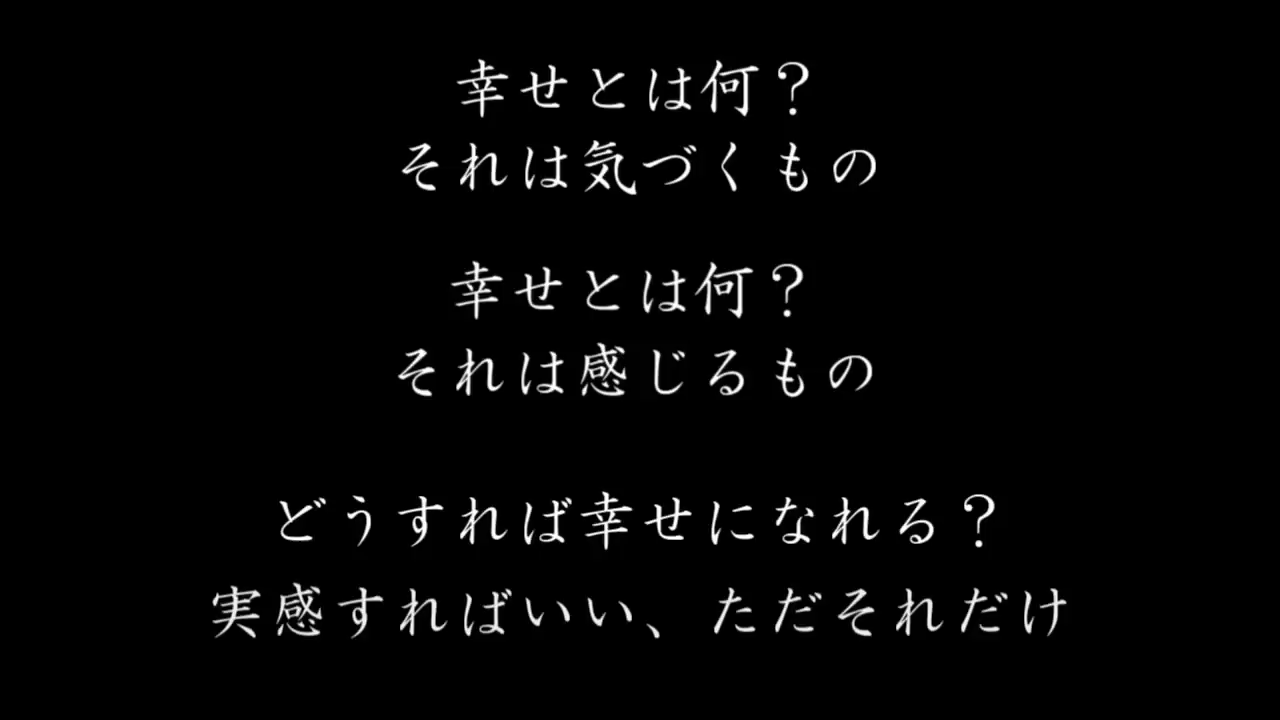 幸せとは何？
それは気づくもの
幸せとは何？
それは感じるもの
どうすれば幸せになれる？
実感すればいい、ただそれだけ